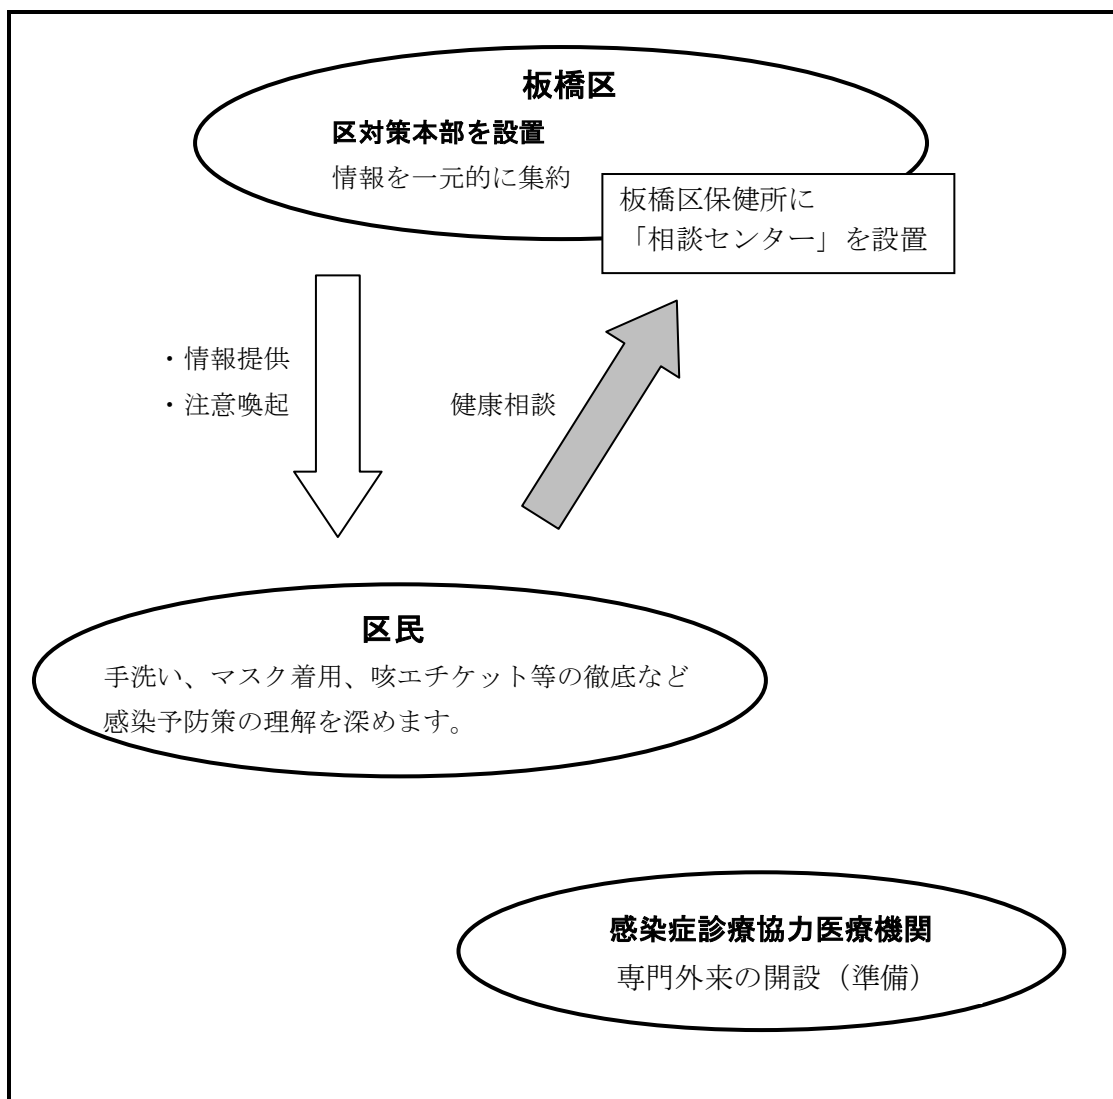 板橋区
区対策本部を設置
情報を一元的に集約
板橋区保健所に
「相談センター」を設置
・情報提供
・注意喚起
健康相談
区民
手洗い、マスク着用、咳エチケット等の徹底など
感染予防策の理解を深めます。
感染症診療協力医療機関
専門外来の開設（準備）